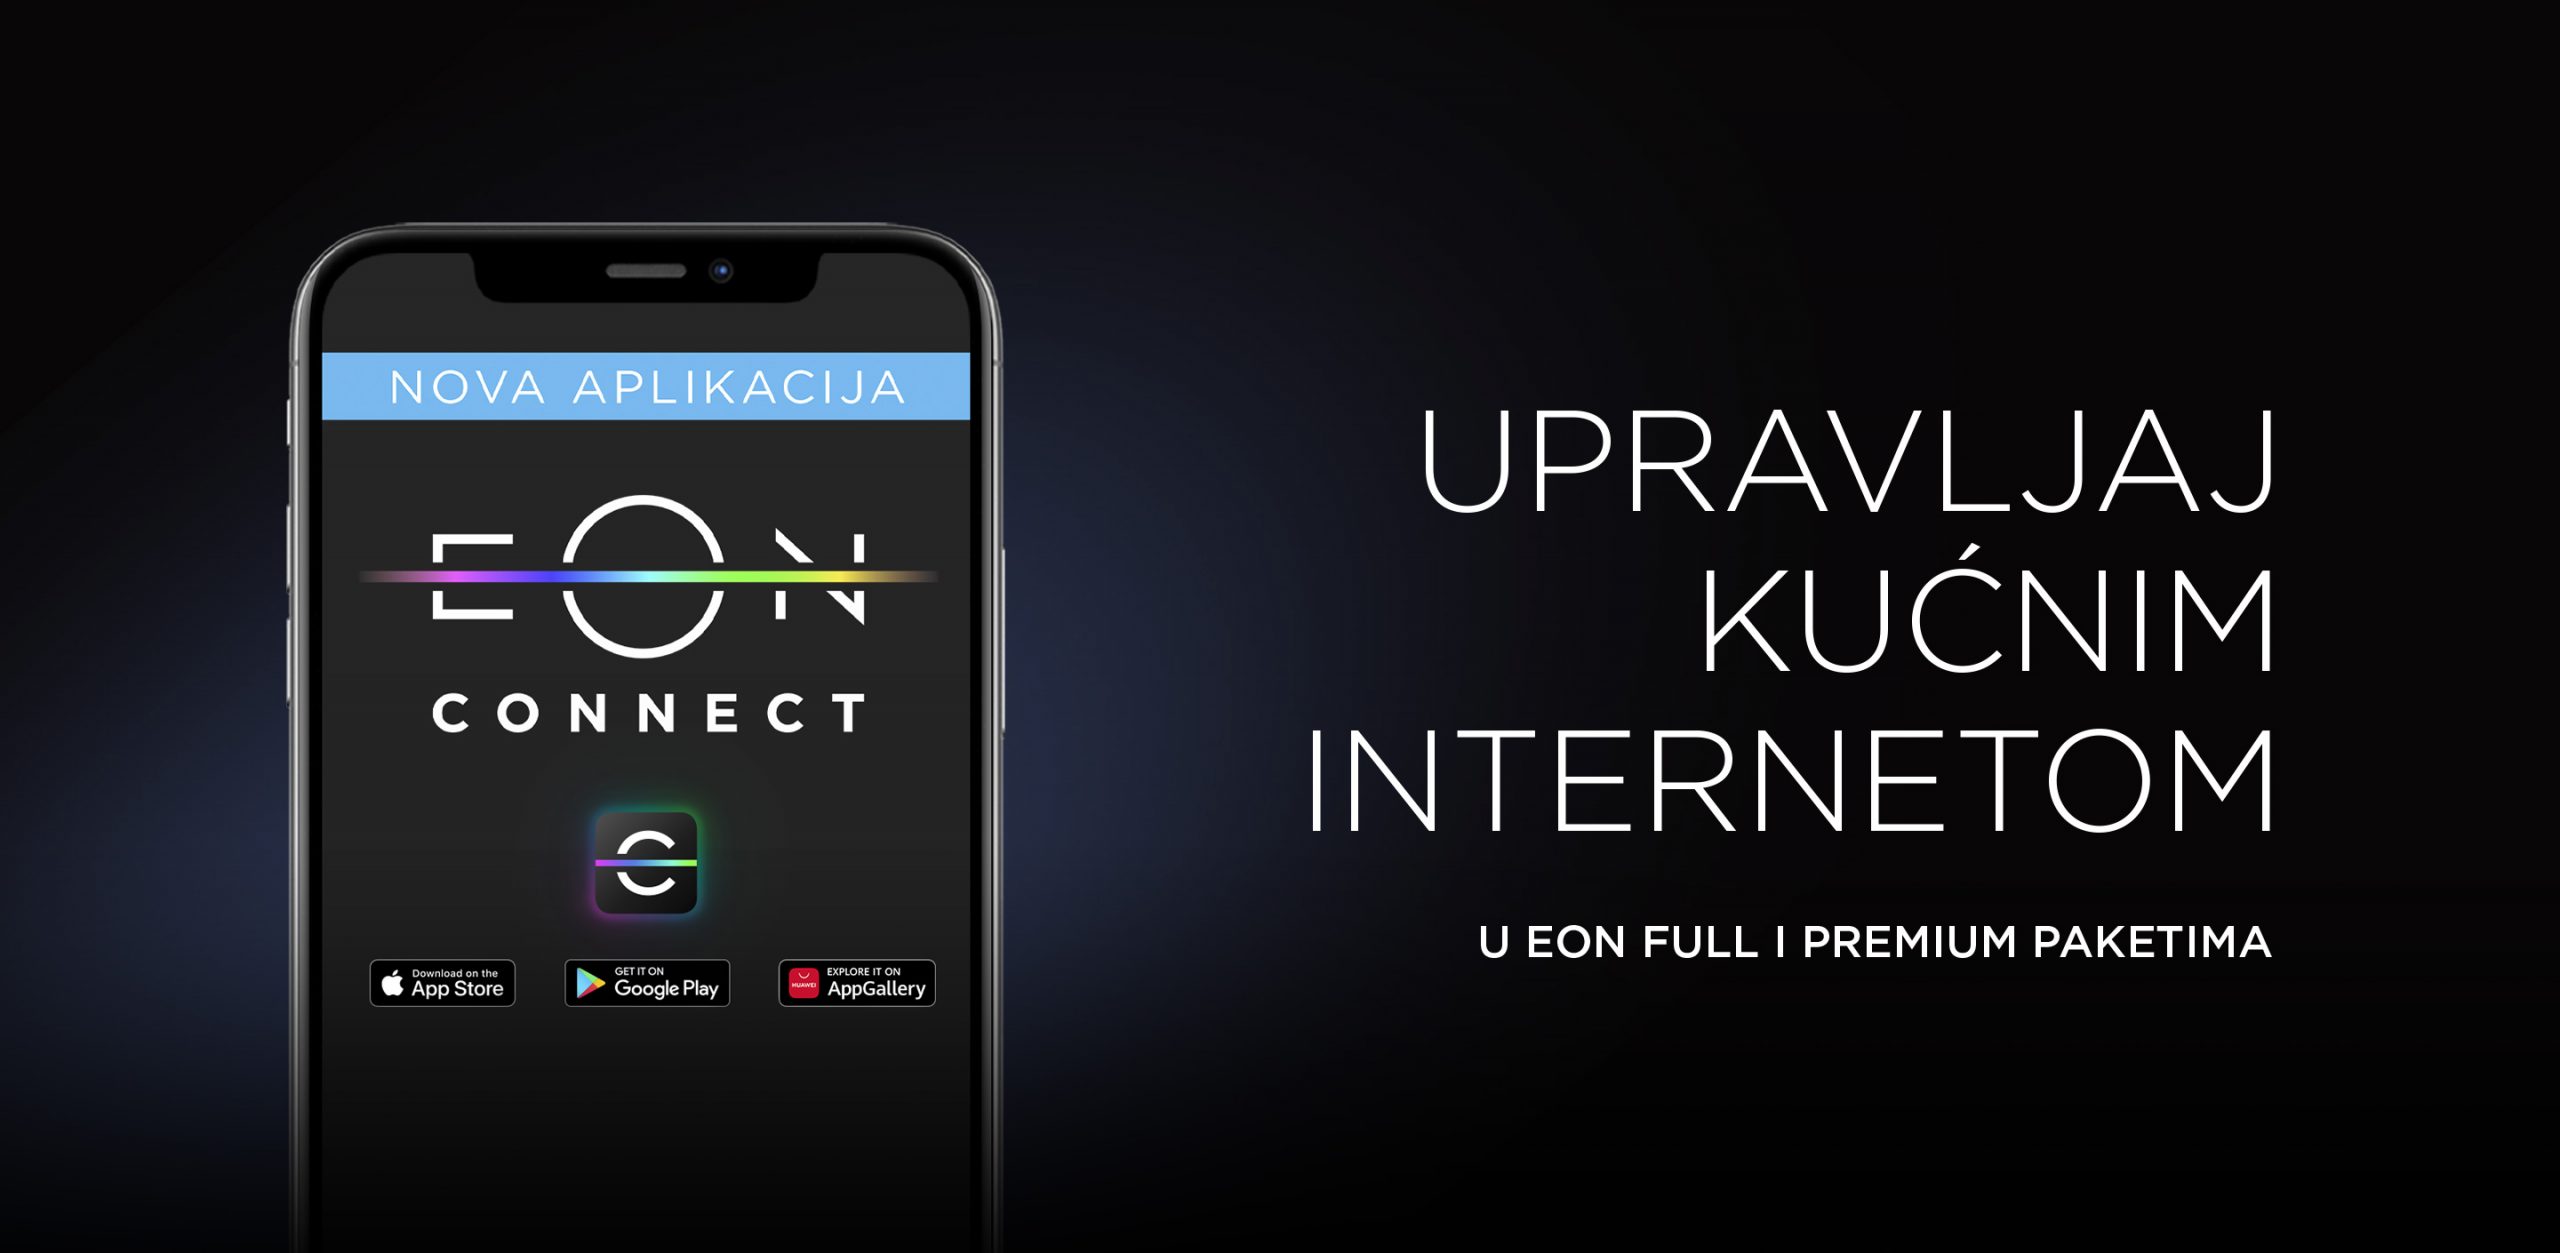 NOVA APLIKACIJA
EON
CONNECT
C
Download on the
App Store
GET IT ON
Google Play
HUAWEI
EXPLORE IT ON
AppGallery
UPRAVLJAJ
KUĆNIM
INTERNETOM
U EON FULL I PREMIUM PAKETIMA